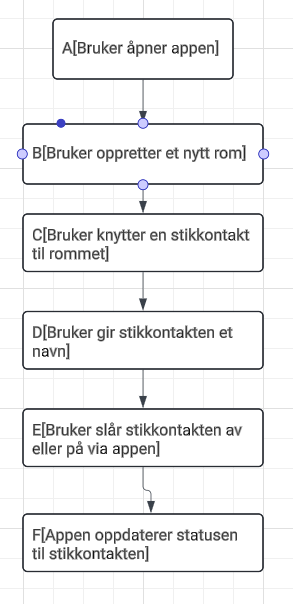 A[Bruker åpner appen]
B[Bruker oppretter et nytt rom]
C[Bruker knytter en stikkontakt
til rommet]
D[Bruker gir stikkontakten et
navn]
E[Bruker slår stikkontakten av
eller på via appen]
F[Appen oppdaterer statusen
til stikkontakten]